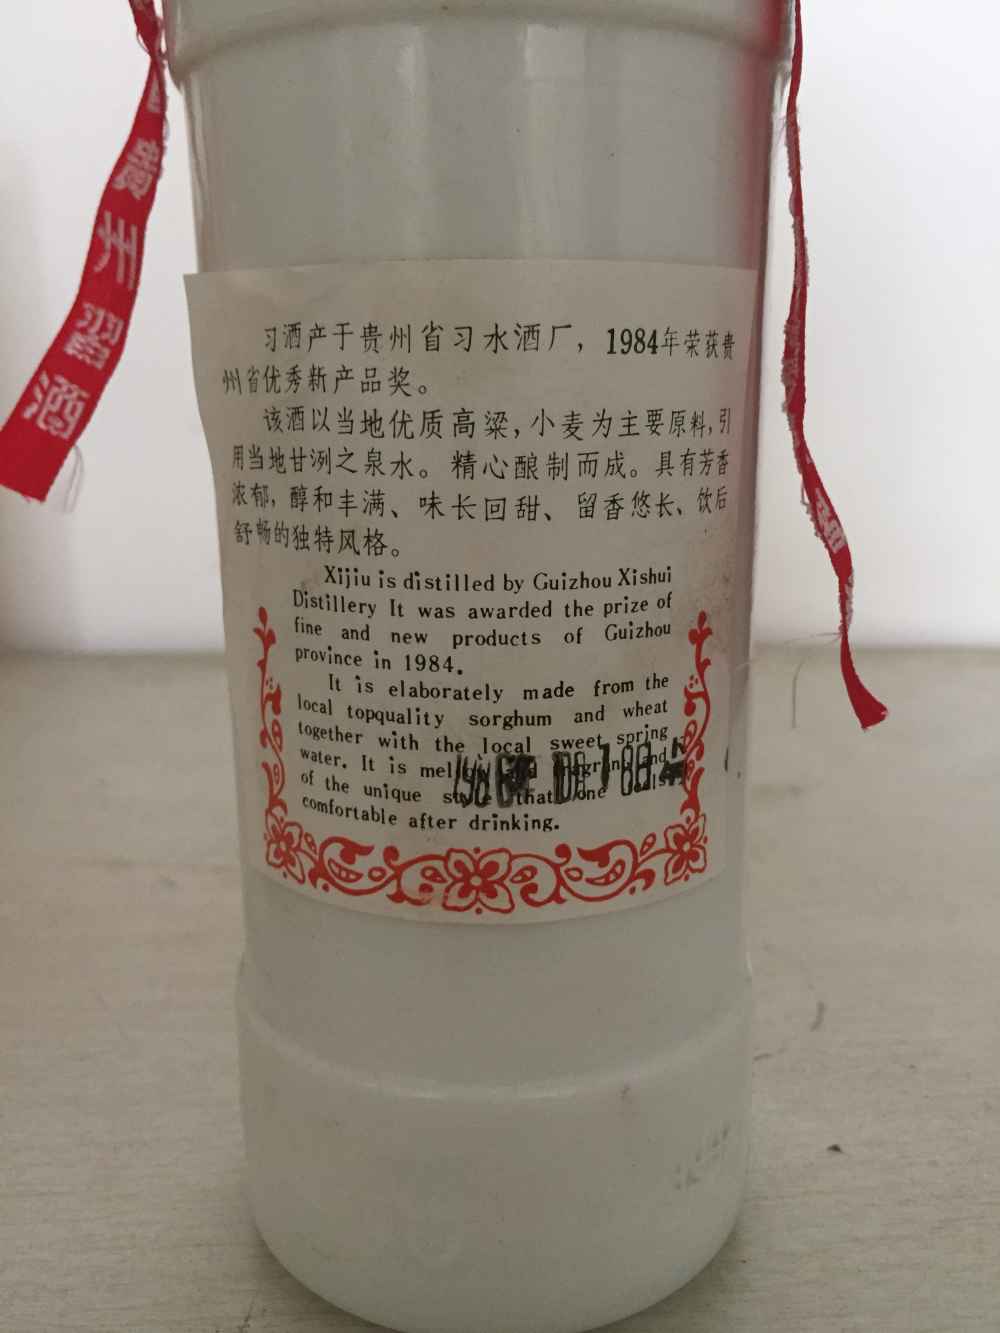 贵州習酒
习酒产于贵州省习水酒厂，1984年荣获贵
州省优秀新产品奖。
该酒以当地优质高粱，小麦为主要原料，引
用当地甘洌之泉水。精心酿制而成。具有芳香
浓郁，醇和丰满、味长回甜、留香悠长、饮后
舒畅的独特风格。
Xijiu is distilled by Guizhou Xishui
Distillery It was awarded the prize of
fine and new products of Guizhou
province in 1984.
It is elaborately made from the
local topquality sorghum and wheat
together with the local sweet spring
water. It is and
of the unique that one
comfortable after drinking.